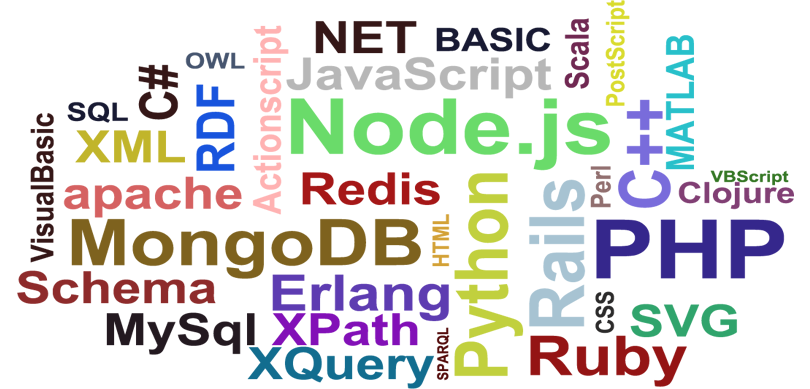 NET
BASIC
Scala
PostScript
OWL
JavaScript
C#
Actionscript
MATLAB
SQL
RDF
Node.js
C++
XML
VisualBasic
apache
Redis
Perl
VBScript
Clojure
MongoDB
HTML
Python
Rails
PHP
Schema
Erlang
CSS
SVG
MySql
XPath
SPARQL
Ruby
XQuery